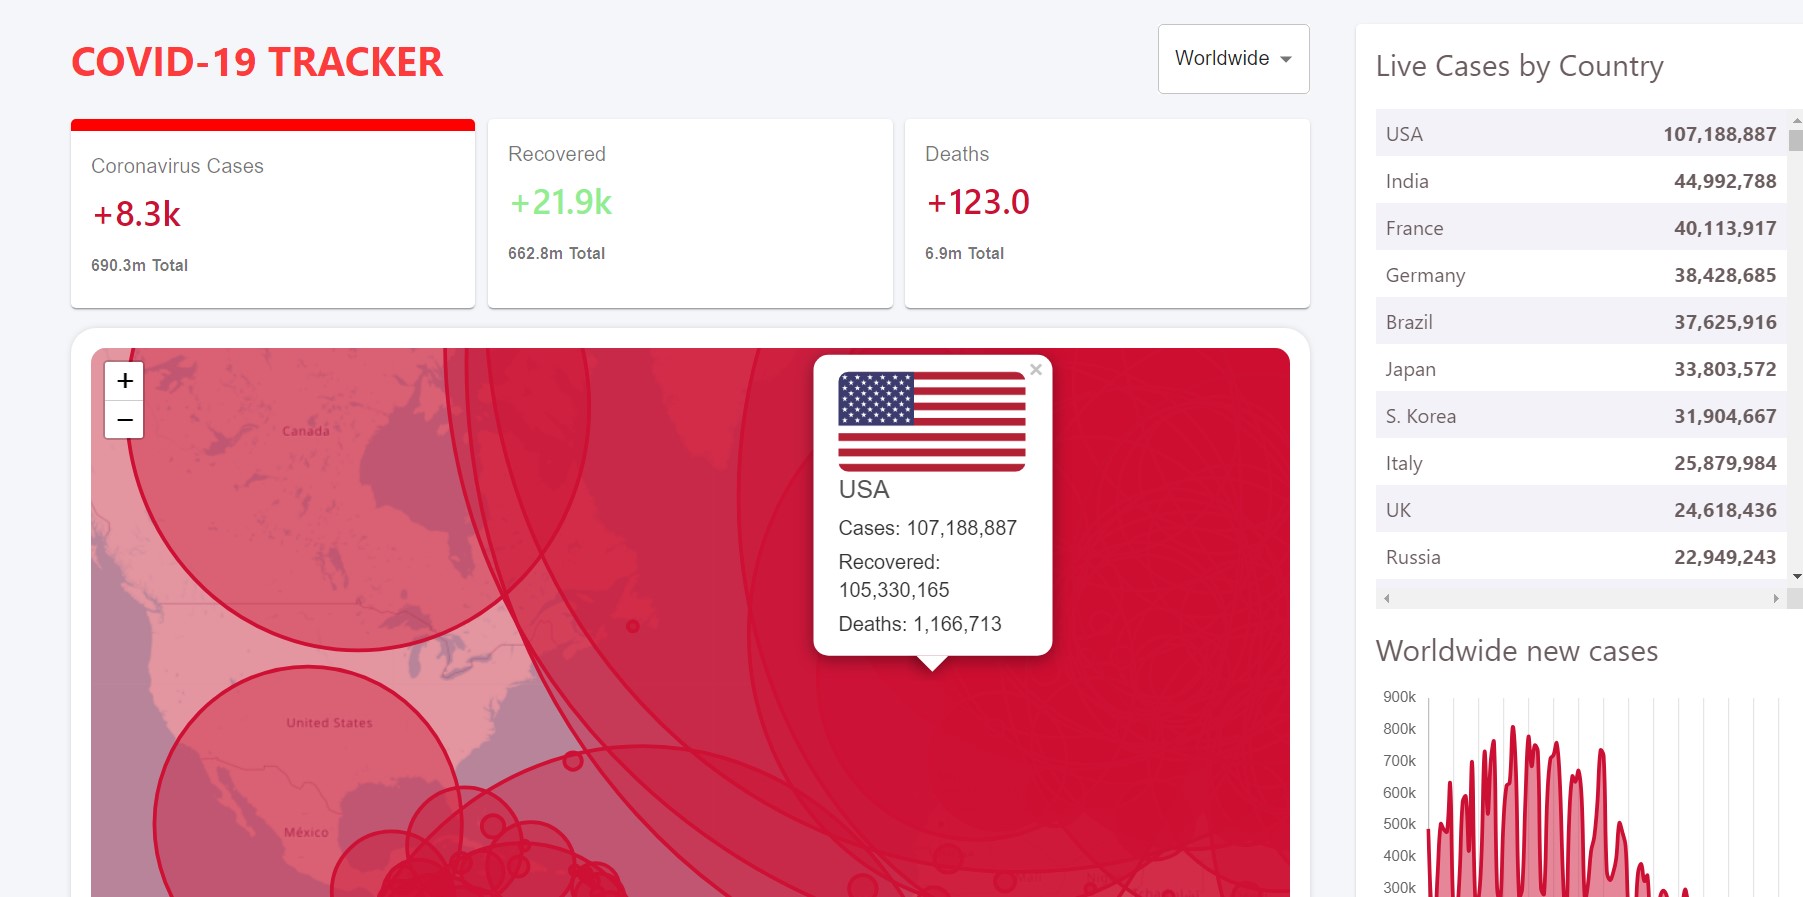 COVID-19 TRACKER
Worldwide
Coronavirus Cases
+8.3k
690.3m Total
Recovered
+21.9k
662.8m Total
Deaths
+123.0
6.9m Total
+
−
Canada
United States
México
×
USA
Cases: 107,188,887
Recovered:
105,330,165
Deaths: 1,166,713
Live Cases by Country
USA 107,188,887
India 44,992,788
France 40,113,917
Germany 38,428,685
Brazil 37,625,916
Japan 33,803,572
S. Korea 31,904,667
Italy 25,879,984
UK 24,618,436
Russia 22,949,243
Worldwide new cases
900k
800k
700k
600k
500k
400k
300k